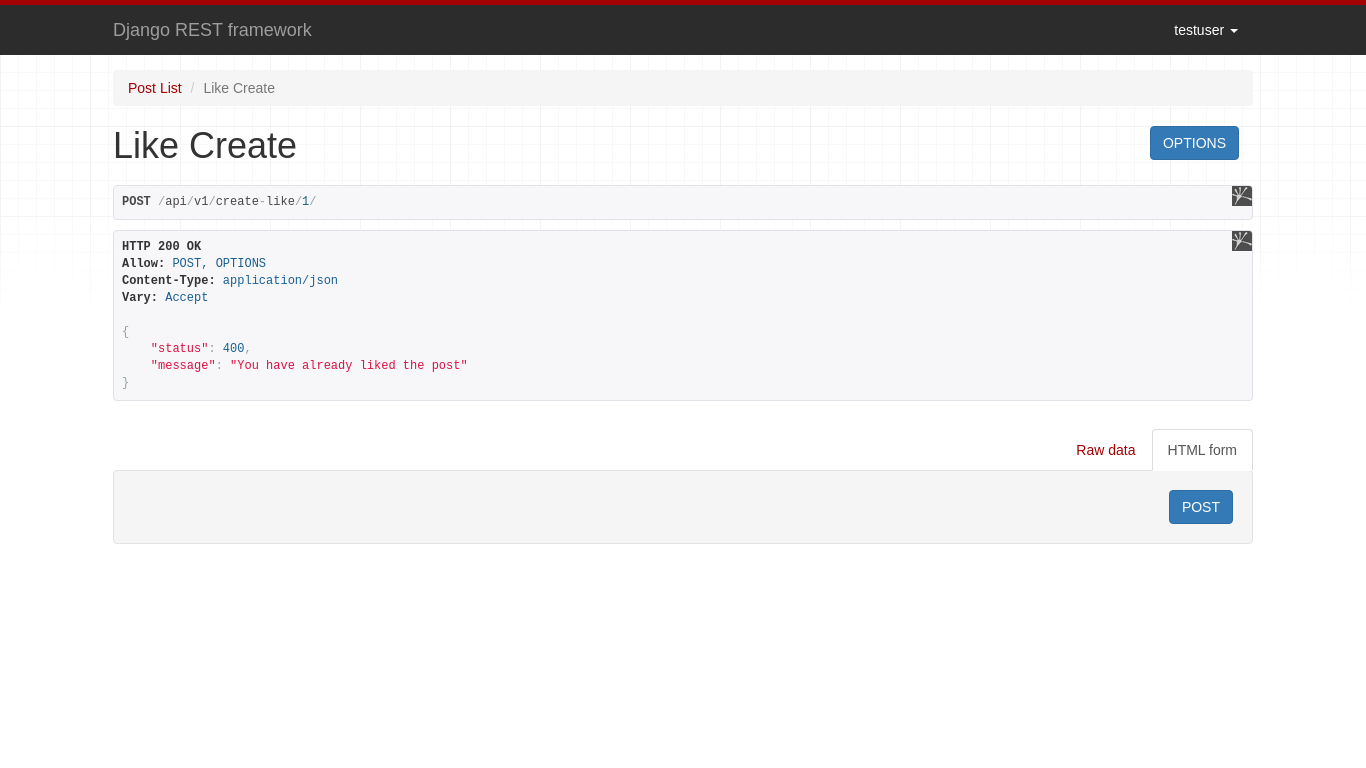 Django REST framework
testuser
Post List / Like Create
Like Create
OPTIONS
POST /api/v1/create-like/1/
HTTP 200 OK
Allow: POST, OPTIONS
Content-Type: application/json
Vary: Accept
{
    "status": 400,
    "message": "You have already liked the post"
}
Raw data
HTML form
POST